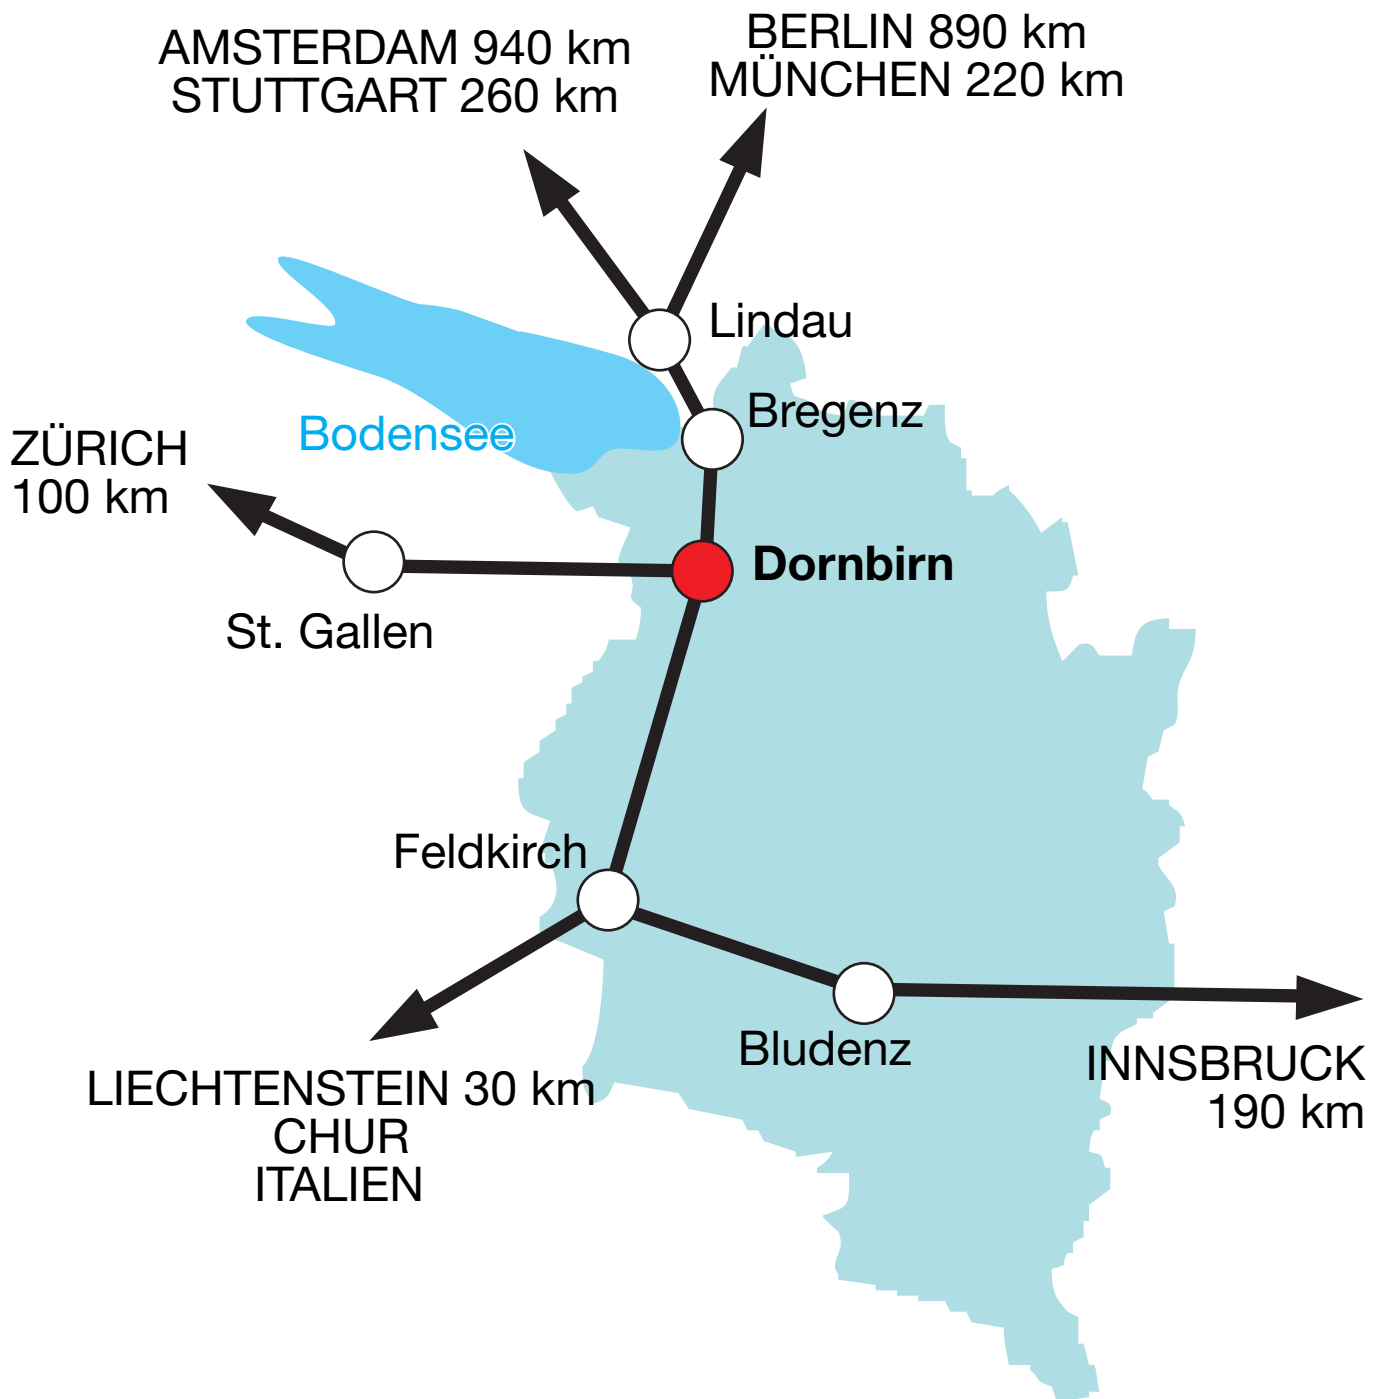 AMSTERDAM 940 km
STUTTGART 260 km
BERLIN 890 km
MÜNCHEN 220 km
Lindau
Bregenz
Bodensee
ZÜRICH
100 km
Dornbirn
St. Gallen
Feldkirch
Bludenz
INNSBRUCK
190 km
LIECHTENSTEIN 30 km
CHUR
ITALIEN